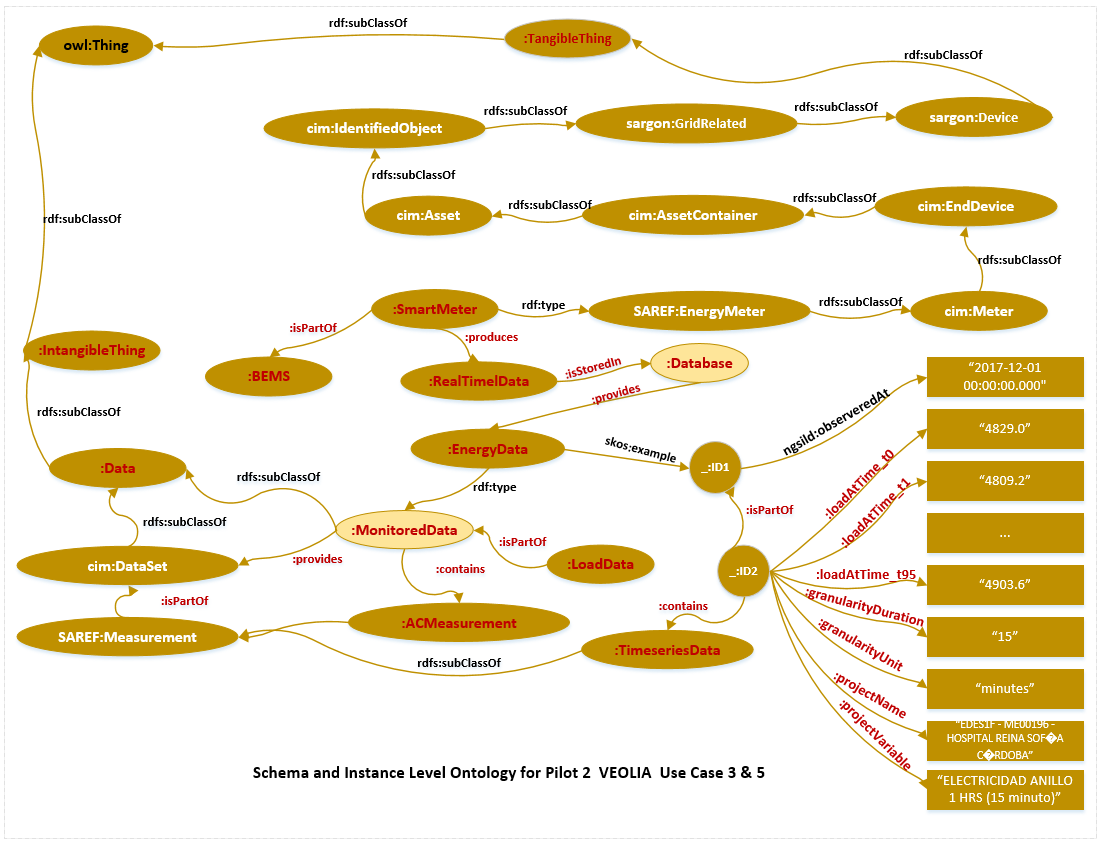 rdf:subClassOf
owl:Thing
:TangibleThing
rdf:subClassOf
rdfs:subClassOf
rdfs:subClassOf
cim:IdentifiedObject
sargon:GridRelated
sargon:Device
rdfs:subClassOf
rdfs:subClassOf
rdfs:subClassOf
cim:Asset
cim:AssetContainer
cim:EndDevice
rdf:subClassOf
rdfs:subClassOf
:SmartMeter
rdf:type
SAREF:EnergyMeter
rdfs:subClassOf
cim:Meter
:isPartOf
:produces
:IntangibleThing
:BEMS
:RealTimelData
:isStoredIn
:Database
:provides
“2017-12-01
00:00:00.000"
ngsild:observeredAt
rdfs:subClassOf
“4829.0”
:EnergyData
skos:example
_:ID1
:loadAtTime_t0
:Data
rdfs:subClassOf
rdf:type
“4809.2”
:loadAtTime_t1
:isPartOf
rdfs:subClassOf
:MonitoredData
...
:isPartOf
:provides
:contains
cim:DataSet
:LoadData
_:ID2
:loadAtTime_t95
“4903.6”
:isPartOf
:contains
:granularityDuration
SAREF:Measurement
:ACMeasurement
“15”
:granularityUnit
rdfs:subClassOf
:TimeseriesData
“minutes”
:projectName
“EDES1F - ME00196 -
HOSPITAL REINA SOF�A
C�RDOBA”
:projectVariable
Schema and Instance Level Ontology for Pilot 2 VEOLIA Use Case 3 & 5
“ELECTRICIDAD ANILLO
1 HRS (15 minuto)”